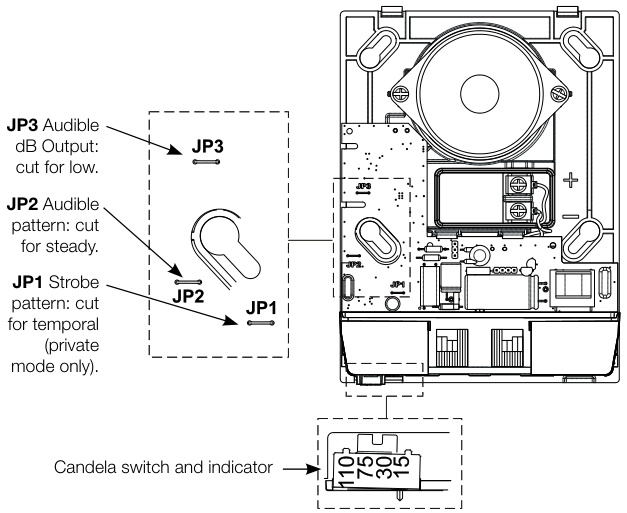 JP3 Audible
dB Output:
cut for low.
JP2 Audible
pattern: cut
for steady.
JP1 Strobe
pattern: cut
for temporal
(private
mode only).
JP3
JP2
JP1
JP3
JP2
JP1
+
−
Candela switch and indicator
110
75
30
15